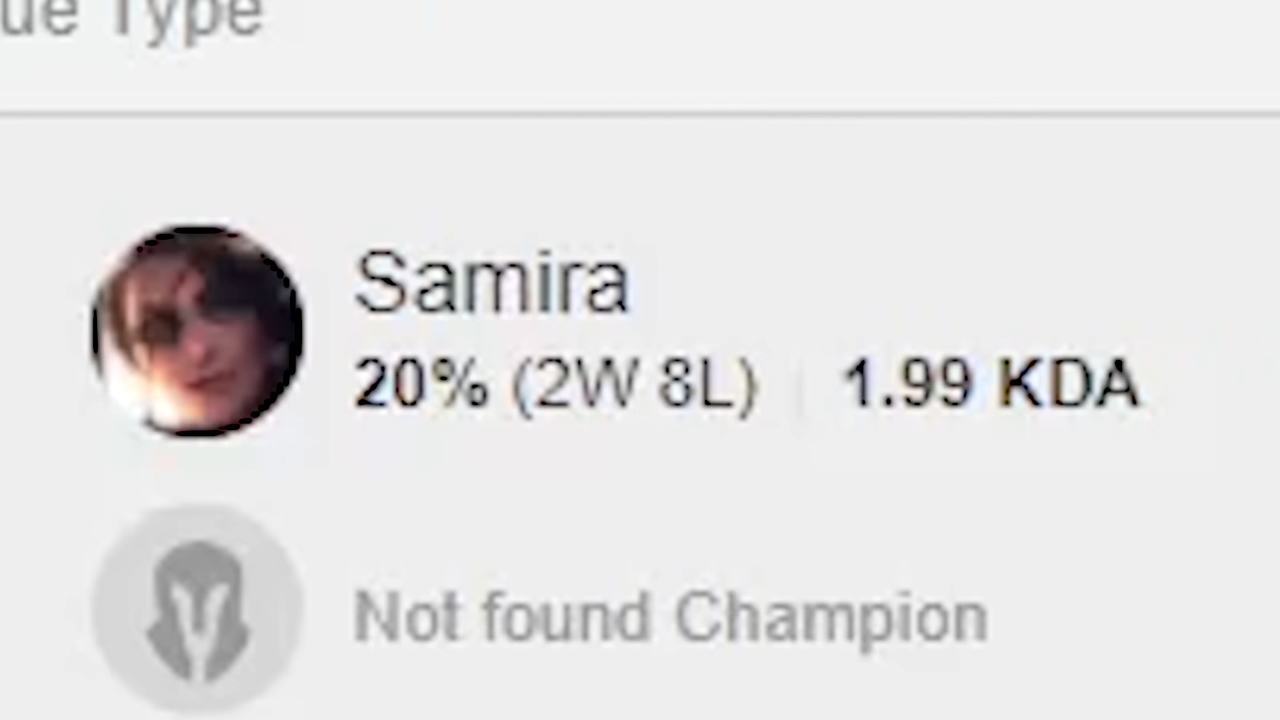 ue Type
Samira
20% (2W 8L) 1.99 KDA
Not found Champion